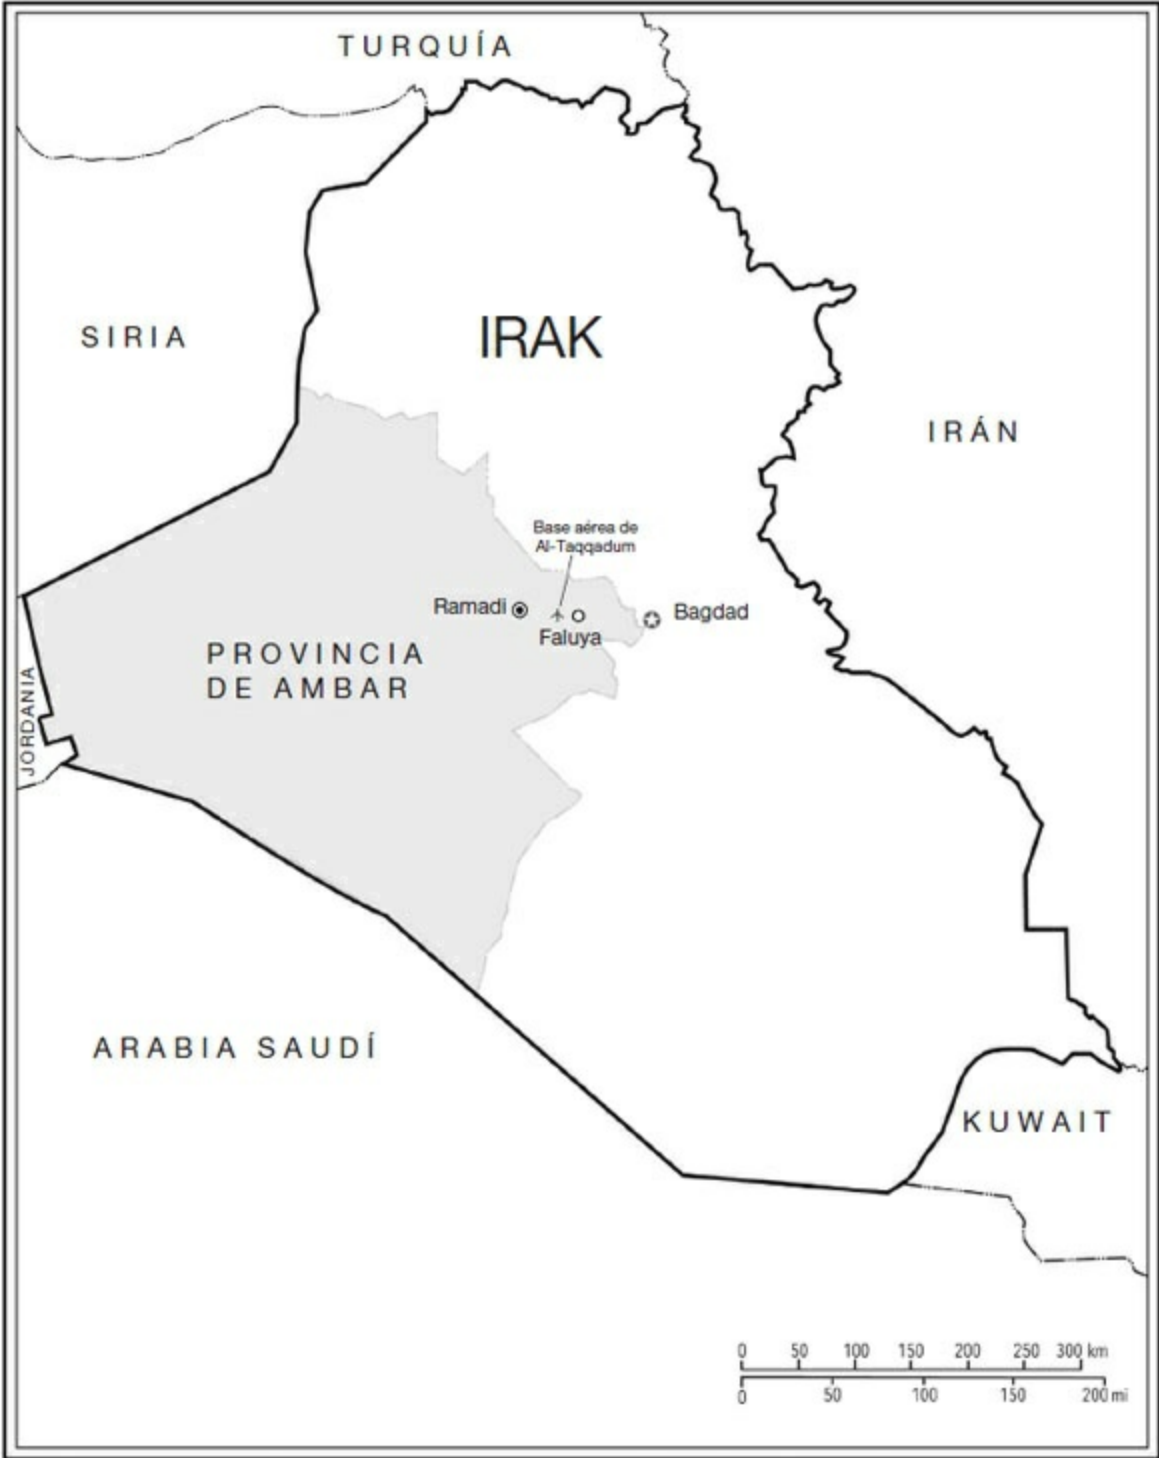 TURQUÍA
SIRIA
IRAK
IRÁN
Base aérea de
Al-Taqqadum
Ramadi
Bagdad
Faluya
PROVINCIA
DE AMBAR
JORDANIA
ARABIA SAUDÍ
KUWAIT
0 50 100 150 200 250 300 km
0 50 100 150 200 mi